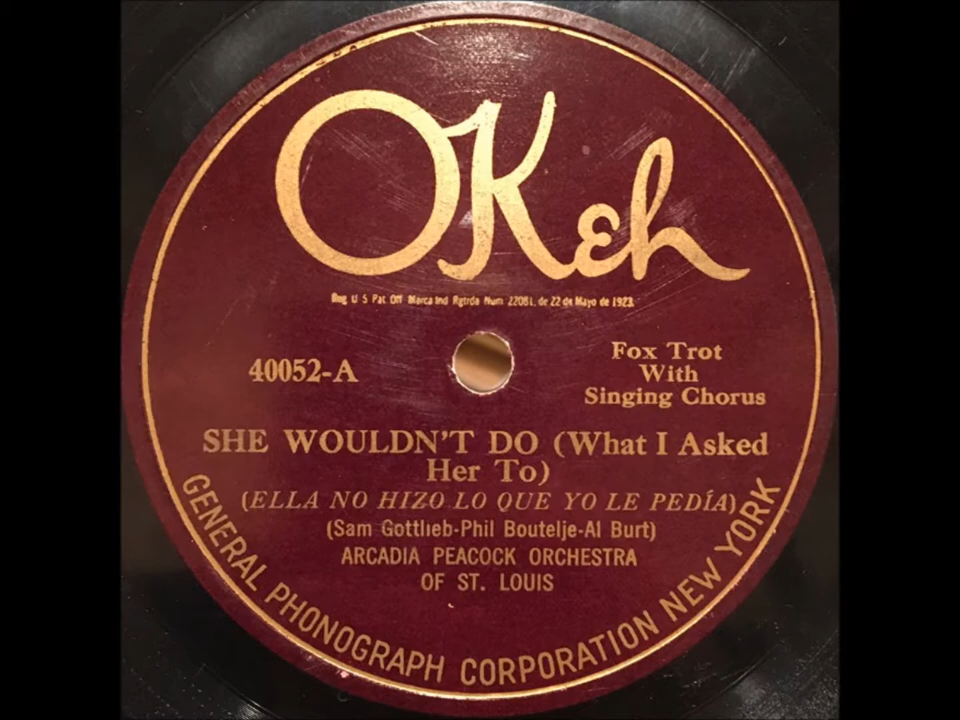 OKeh
Reg U S Pat Off Marca Ind Rgtrda Num 22081, de 22 de Mayo de 1923.
40052-A
Fox Trot
With
Singing Chorus
SHE WOULDN'T DO (What I Asked
Her To)
(ELLA NO HIZO LO QUE YO LE PEDÍA)
(Sam Gottlieb-Phil Boutelje-Al Burt)
ARCADIA PEACOCK ORCHESTRA
OF ST. LOUIS
GENERAL PHONOGRAPH CORPORATION NEW YORK